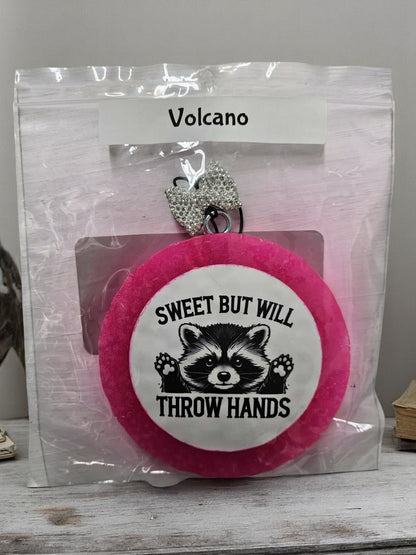 Volcano
SWEET BUT WILL
THROW HANDS